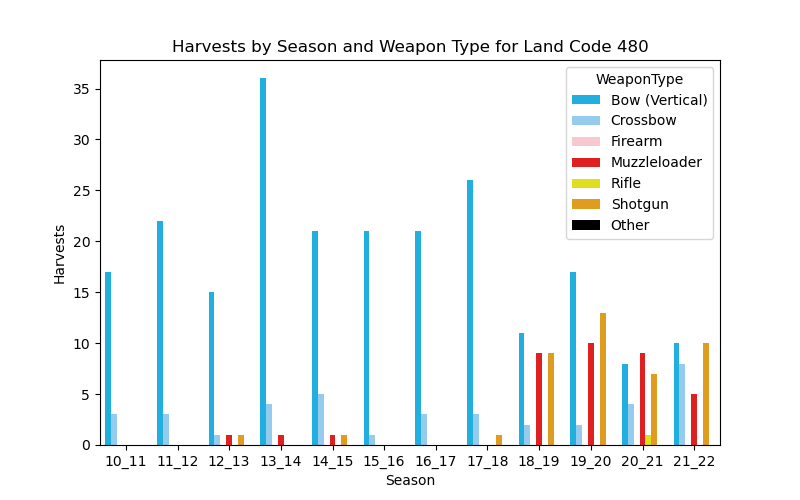 Harvests by Season and Weapon Type for Land Code 480
WeaponType
Bow (Vertical)
Crossbow
Firearm
Muzzleloader
Rifle
Shotgun
Other
35
30
25
20
15
10
5
0
Harvests
10_11 11_12 12_13 13_14 14_15 15_16 16_17 17_18 18_19 19_20 20_21 21_22
Season